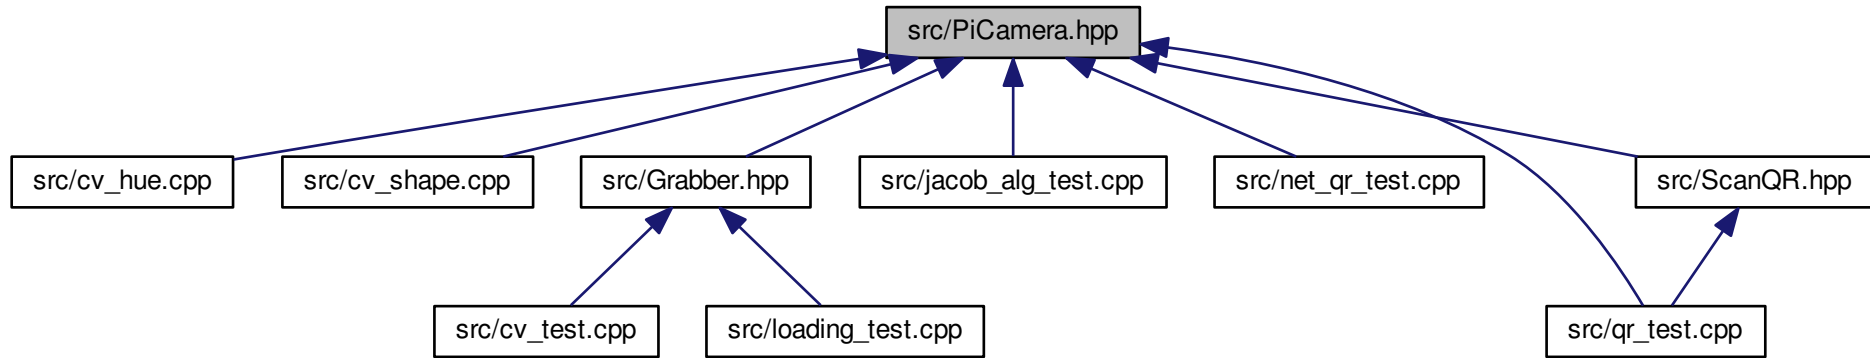 src/PiCamera.hpp
src/cv_hue.cpp
src/cv_shape.cpp
src/Grabber.hpp
src/jacob_alg_test.cpp
src/net_qr_test.cpp
src/ScanQR.hpp
src/cv_test.cpp
src/loading_test.cpp
src/qr_test.cpp